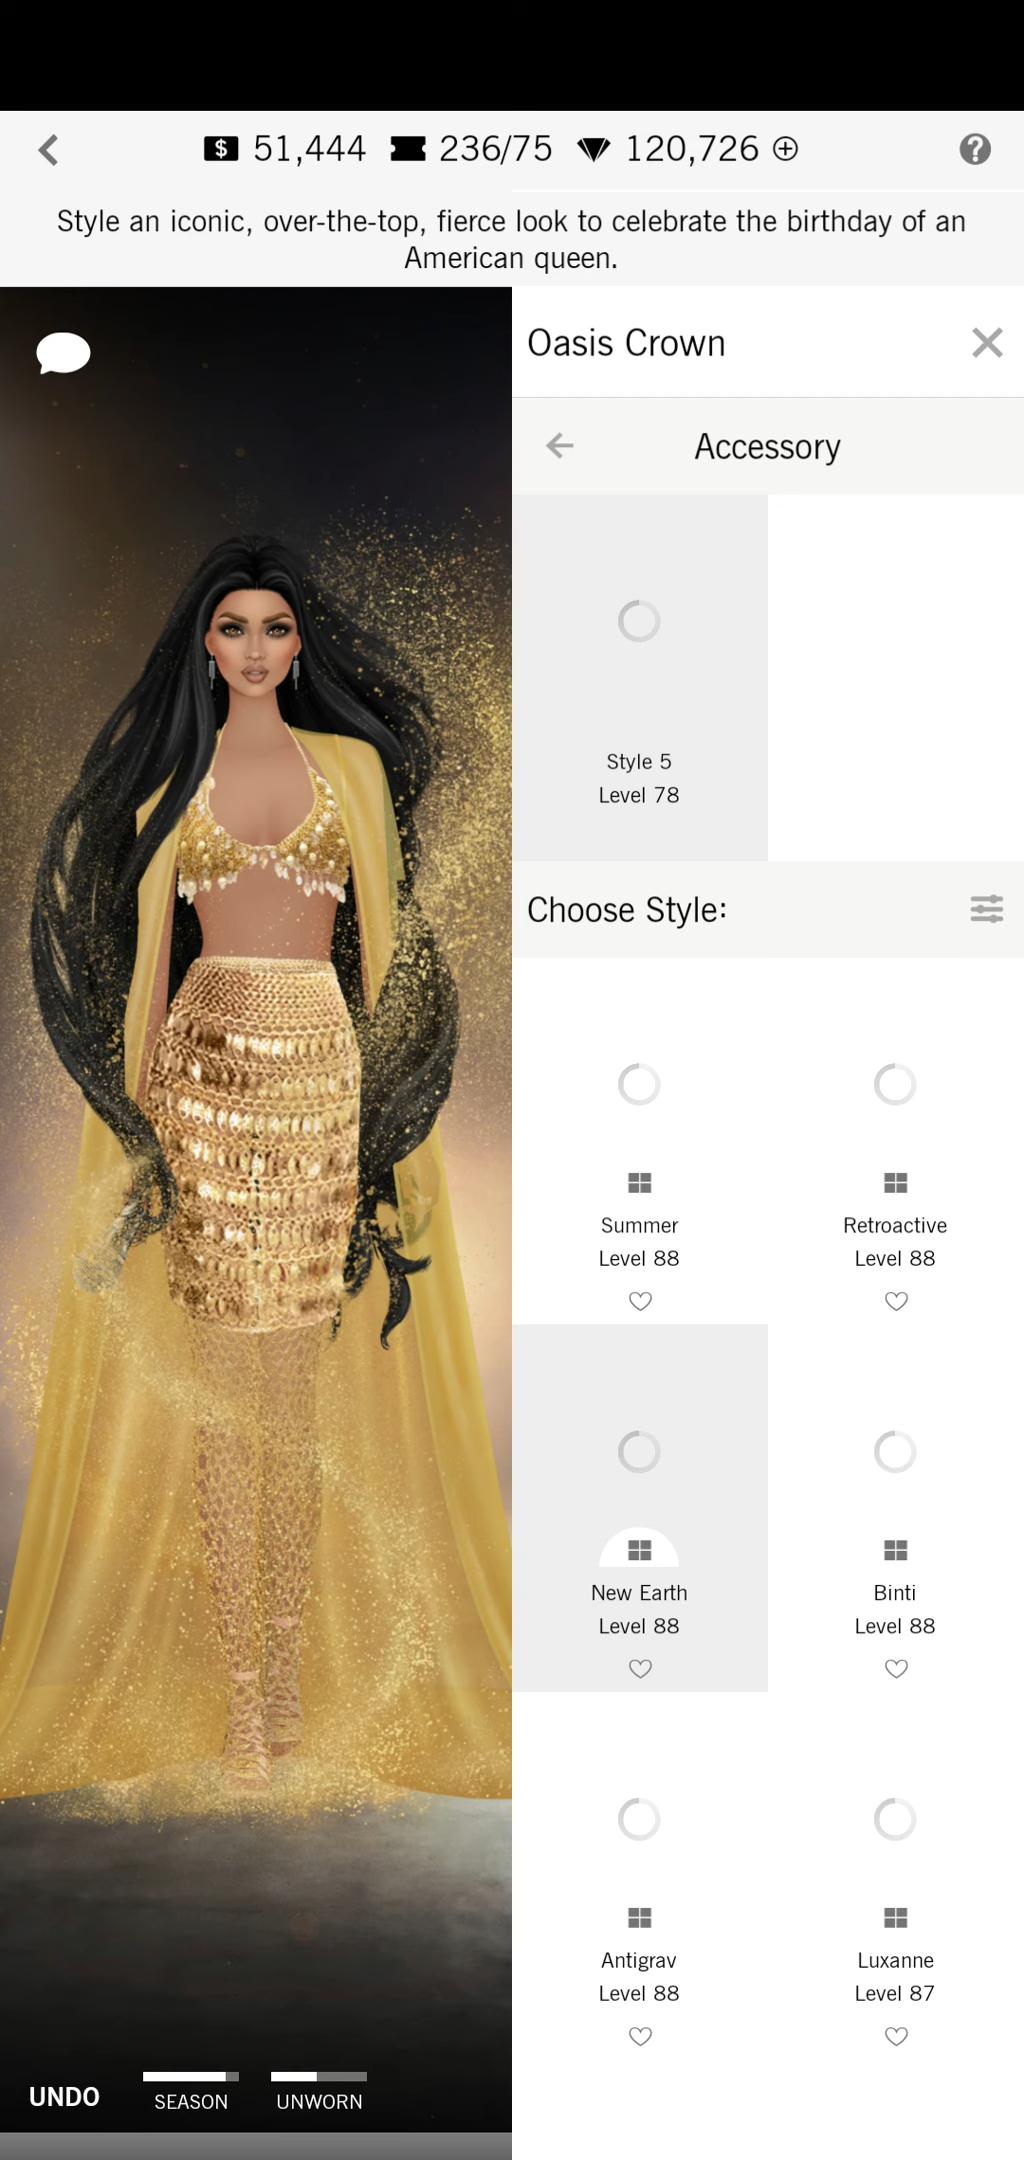 $ 51,444 236/75 120,726
Style an iconic, over-the-top, fierce look to celebrate the birthday of an
American queen.
Oasis Crown
Accessory
Style 5
Level 78
Choose Style:
Summer
Level 88
Retroactive
Level 88
New Earth
Level 88
Binti
Level 88
Antigrav
Level 88
Luxanne
Level 87
UNDO
SEASON
UNWORN